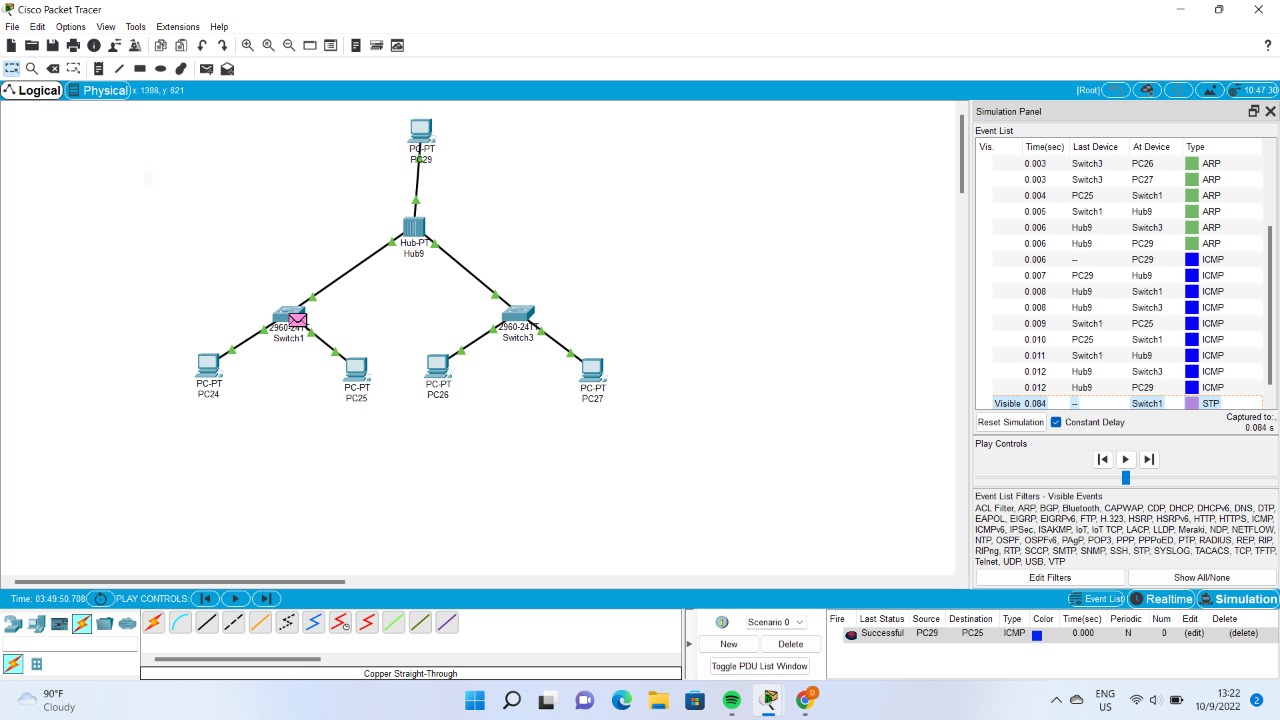 Cisco Packet Tracer
File Edit Options View Tools Extensions Help
?
Logical Physical x: 1398, y: 621 [Root] 10:47:30
PC-PT
PC29
Hub-PT
Hub9
2960-24TT
Switch1
2960-24TT
Switch3
PC-PT
PC24
PC-PT
PC25
PC-PT
PC26
PC-PT
PC27
Simulation Panel
Event List
Vis. Time(sec) Last Device At Device Type
0.003 Switch3 PC26 ARP
0.003 Switch3 PC27 ARP
0.004 PC25 Switch1 ARP
0.005 Switch1 Hub9 ARP
0.006 Hub9 Switch3 ARP
0.006 Hub9 PC29 ARP
0.006 -- PC29 ICMP
0.007 PC29 Hub9 ICMP
0.008 Hub9 Switch1 ICMP
0.008 Hub9 Switch3 ICMP
0.009 Switch1 PC25 ICMP
0.010 PC25 Switch1 ICMP
0.011 Switch1 Hub9 ICMP
0.012 Hub9 Switch3 ICMP
0.012 Hub9 PC29 ICMP
Visible 0.084 -- Switch1 STP
Reset Simulation Constant Delay Captured to:
0.084 s
Play Controls
Event List Filters - Visible Events
ACL Filter, ARP, BGP, Bluetooth, CAPWAP, CDP, DHCP, DHCPv6, DNS, DTP,
EAPOL, EIGRP, EIGRPv6, FTP, H.323, HSRP, HSRPv6, HTTP, HTTPS, ICMP,
ICMPv6, IPSec, ISAKMP, IoT, IoT TCP, LACP, LLDP, Meraki, NDP, NETFLOW,
NTP, OSPF, OSPFv6, PAgP, POP3, PPP, PPPoED, PTP, RADIUS, REP, RIP,
RIPng, RTP, SCCP, SMTP, SNMP, SSH, STP, SYSLOG, TACACS, TCP, TFTP,
Telnet, UDP, USB, VTP
Edit Filters Show All/None
Time: 03:49:50.708 PLAY CONTROLS: Event List Realtime Simulation
Copper Straight-Through
Scenario 0
New Delete
Toggle PDU List Window
Fire Last Status Source Destination Type Color Time(sec) Periodic Num Edit Delete
Successful PC29 PC25 ICMP 0.000 N 0 (edit) (delete)
90°F
Cloudy
D
ENG
US
13:22
10/9/2022
2